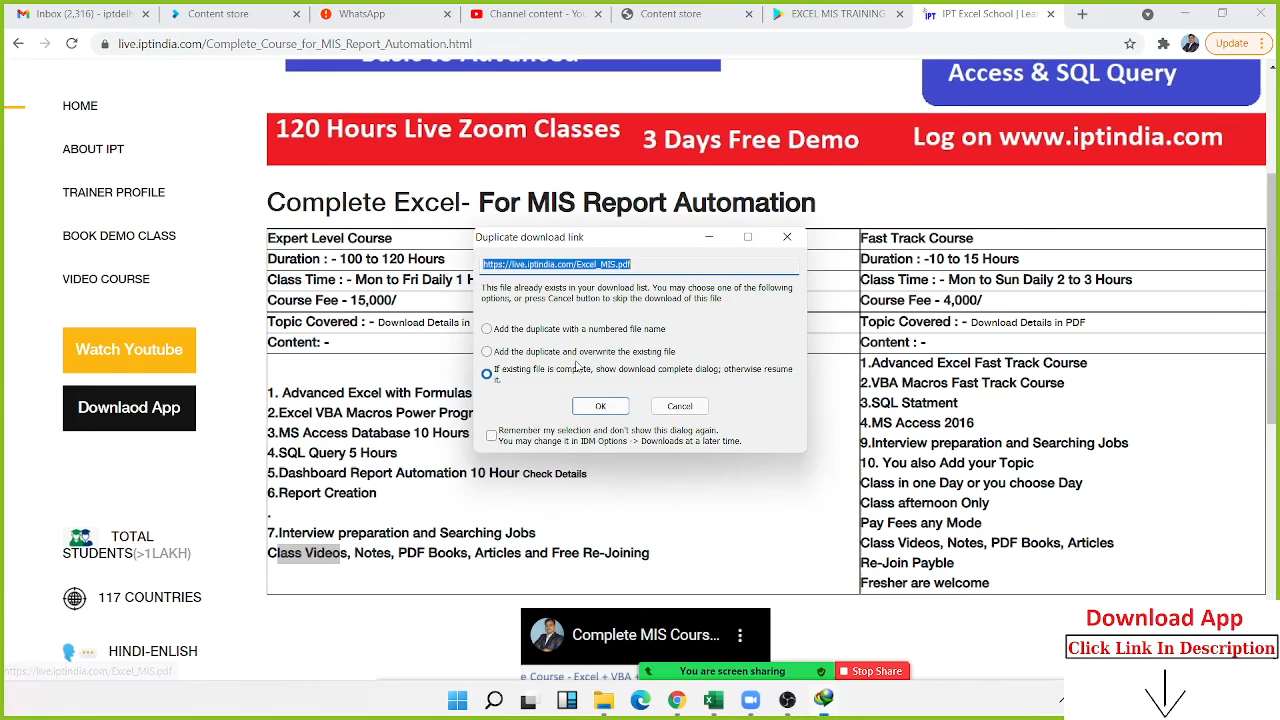 Inbox (2,316) - iptdelh
Content store
WhatsApp
Channel content - You
Content store
EXCEL MIS TRAINING
IPT Excel School | Lear
live.iptindia.com/Complete_Course_for_MIS_Report_Automation.html
Update
Basic to Advanced
Access & SQL Query
120 Hours Live Zoom Classes
3 Days Free Demo
Log on www.iptindia.com
HOME
ABOUT IPT
TRAINER PROFILE
BOOK DEMO CLASS
VIDEO COURSE
Watch Youtube
Downlaod App
TOTAL
STUDENTS(>1LAKH)
117 COUNTRIES
HINDI-ENLISH
Complete Excel- For MIS Report Automation
Expert Level Course
Duration : - 100 to 120 Hours
Class Time : - Mon to Fri Daily 1 H
Course Fee - 15,000/
Topic Covered : - Download Details in
Content: -
1. Advanced Excel with Formulas
2.Excel VBA Macros Power Progr
3.MS Access Database 10 Hours
4.SQL Query 5 Hours
5.Dashboard Report Automation 10 Hour Check Details
6.Report Creation
.
7.Interview preparation and Searching Jobs
Class Videos, Notes, PDF Books, Articles and Free Re-Joining
Fast Track Course
Duration : -10 to 15 Hours
Class Time : - Mon to Sun Daily 2 to 3 Hours
Course Fee - 4,000/
Topic Covered : - Download Details in PDF
Content : -
1.Advanced Excel Fast Track Course
2.VBA Macros Fast Track Course
3.SQL Statment
4.MS Access 2016
9.Interview preparation and Searching Jobs
10. You also Add your Topic
Class in one Day or you choose Day
Class afternoon Only
Pay Fees any Mode
Class Videos, Notes, PDF Books, Articles
Re-Join Payble
Fresher are welcome
Duplicate download link
https://live.iptindia.com/Excel_MIS.pdf
This file already exists in your download list. You may choose one of the following
options, or press Cancel button to skip the download of this file
Add the duplicate with a numbered file name
Add the duplicate and overwrite the existing file
If existing file is complete, show download complete dialog; otherwise resume
it.
OK
Cancel
Remember my selection and don't show this dialog again.
You may change it in IDM Options -> Downloads at a later time.
Complete MIS Cours...
e Course - Excel + VBA +
You are screen sharing
Stop Share
https://live.iptindia.com/Excel_MIS.pdf
Download App
Click Link In Description